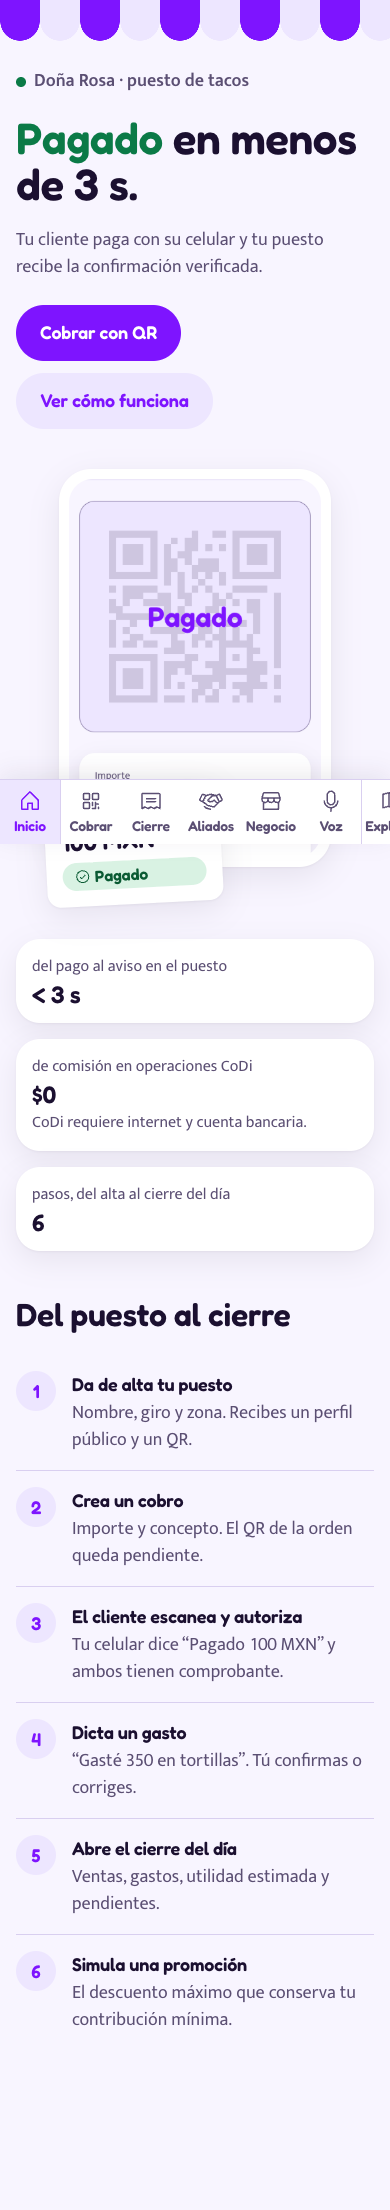 Doña Rosa · puesto de tacos
Pagado en menos
de 3 s.
Tu cliente paga con su celular y tu puesto
recibe la confirmación verificada.
Cobrar con QR
Ver cómo funciona
Pagado
Importe
Inicio
Cobrar
Cierre
Aliados
Negocio
Voz
100 MXN
Pagado
del pago al aviso en el puesto
< 3 s
de comisión en operaciones CoDi
$0
CoDi requiere internet y cuenta bancaria.
pasos, del alta al cierre del día
6
Del puesto al cierre
1
Da de alta tu puesto
Nombre, giro y zona. Recibes un perfil
público y un QR.
2
Crea un cobro
Importe y concepto. El QR de la orden
queda pendiente.
3
El cliente escanea y autoriza
Tu celular dice “Pagado 100 MXN” y
ambos tienen comprobante.
4
Dicta un gasto
“Gasté 350 en tortillas”. Tú confirmas o
corriges.
5
Abre el cierre del día
Ventas, gastos, utilidad estimada y
pendientes.
6
Simula una promoción
El descuento máximo que conserva tu
contribución mínima.